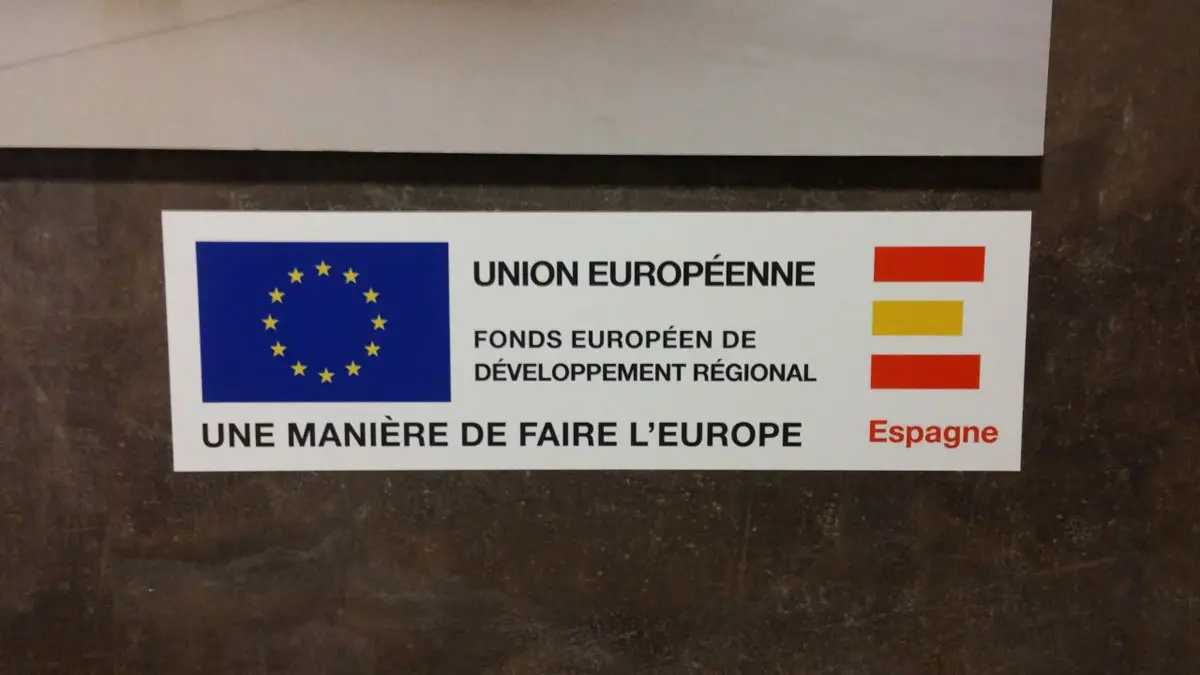 UNION EUROPÉENNE
FONDS EUROPÉEN DE
DÉVELOPPEMENT RÉGIONAL
UNE MANIÈRE DE FAIRE L'EUROPE
Espagne